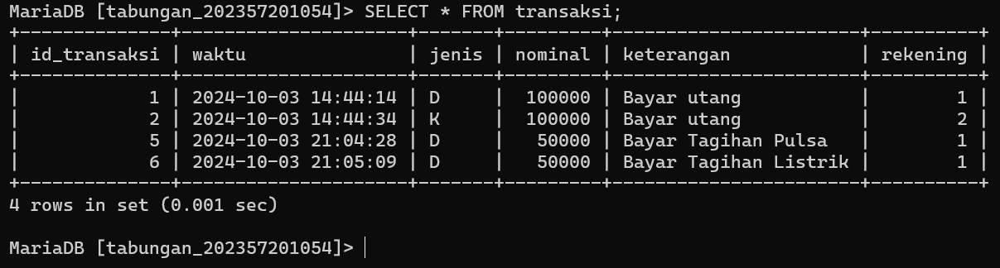 MariaDB [tabungan_202357201054]> SELECT * FROM transaksi;
+--------------+---------------------+-------+---------+------------------------+----------+
| id_transaksi | waktu               | jenis | nominal | keterangan             | rekening |
+--------------+---------------------+-------+---------+------------------------+----------+
|            1 | 2024-10-03 14:44:14 | D     |  100000 | Bayar utang            |        1 |
|            2 | 2024-10-03 14:44:34 | K     |  100000 | Bayar utang            |        2 |
|            5 | 2024-10-03 21:04:28 | D     |   50000 | Bayar Tagihan Pulsa    |        1 |
|            6 | 2024-10-03 21:05:09 | D     |   50000 | Bayar Tagihan Listrik |        1 |
+--------------+---------------------+-------+---------+------------------------+----------+
4 rows in set (0.001 sec)
MariaDB [tabungan_202357201054]>